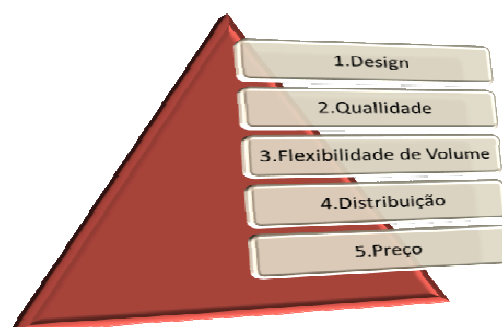 1.Design
2.Quallidade
3.Flexibilidade de Volume
4.Distribuição
5.Preço